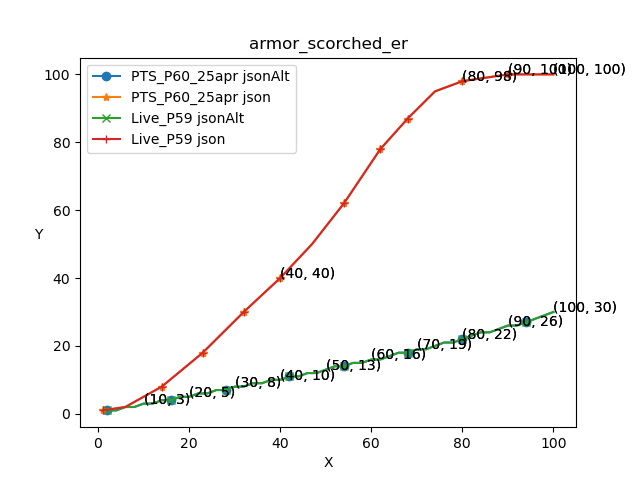 armor_scorched_er
PTS_P60_25apr jsonAlt
PTS_P60_25apr json
Live_P59 jsonAlt
Live_P59 json
(80, 98)
(90, 100)
(100, 100)
(40, 40)
(10, 3)
(20, 5)
(30, 8)
(40, 10)
(50, 13)
(60, 16)
(70, 19)
(80, 22)
(90, 26)
(100, 30)
100
80
60
40
20
0
Y
0 20 40 60 80 100
X